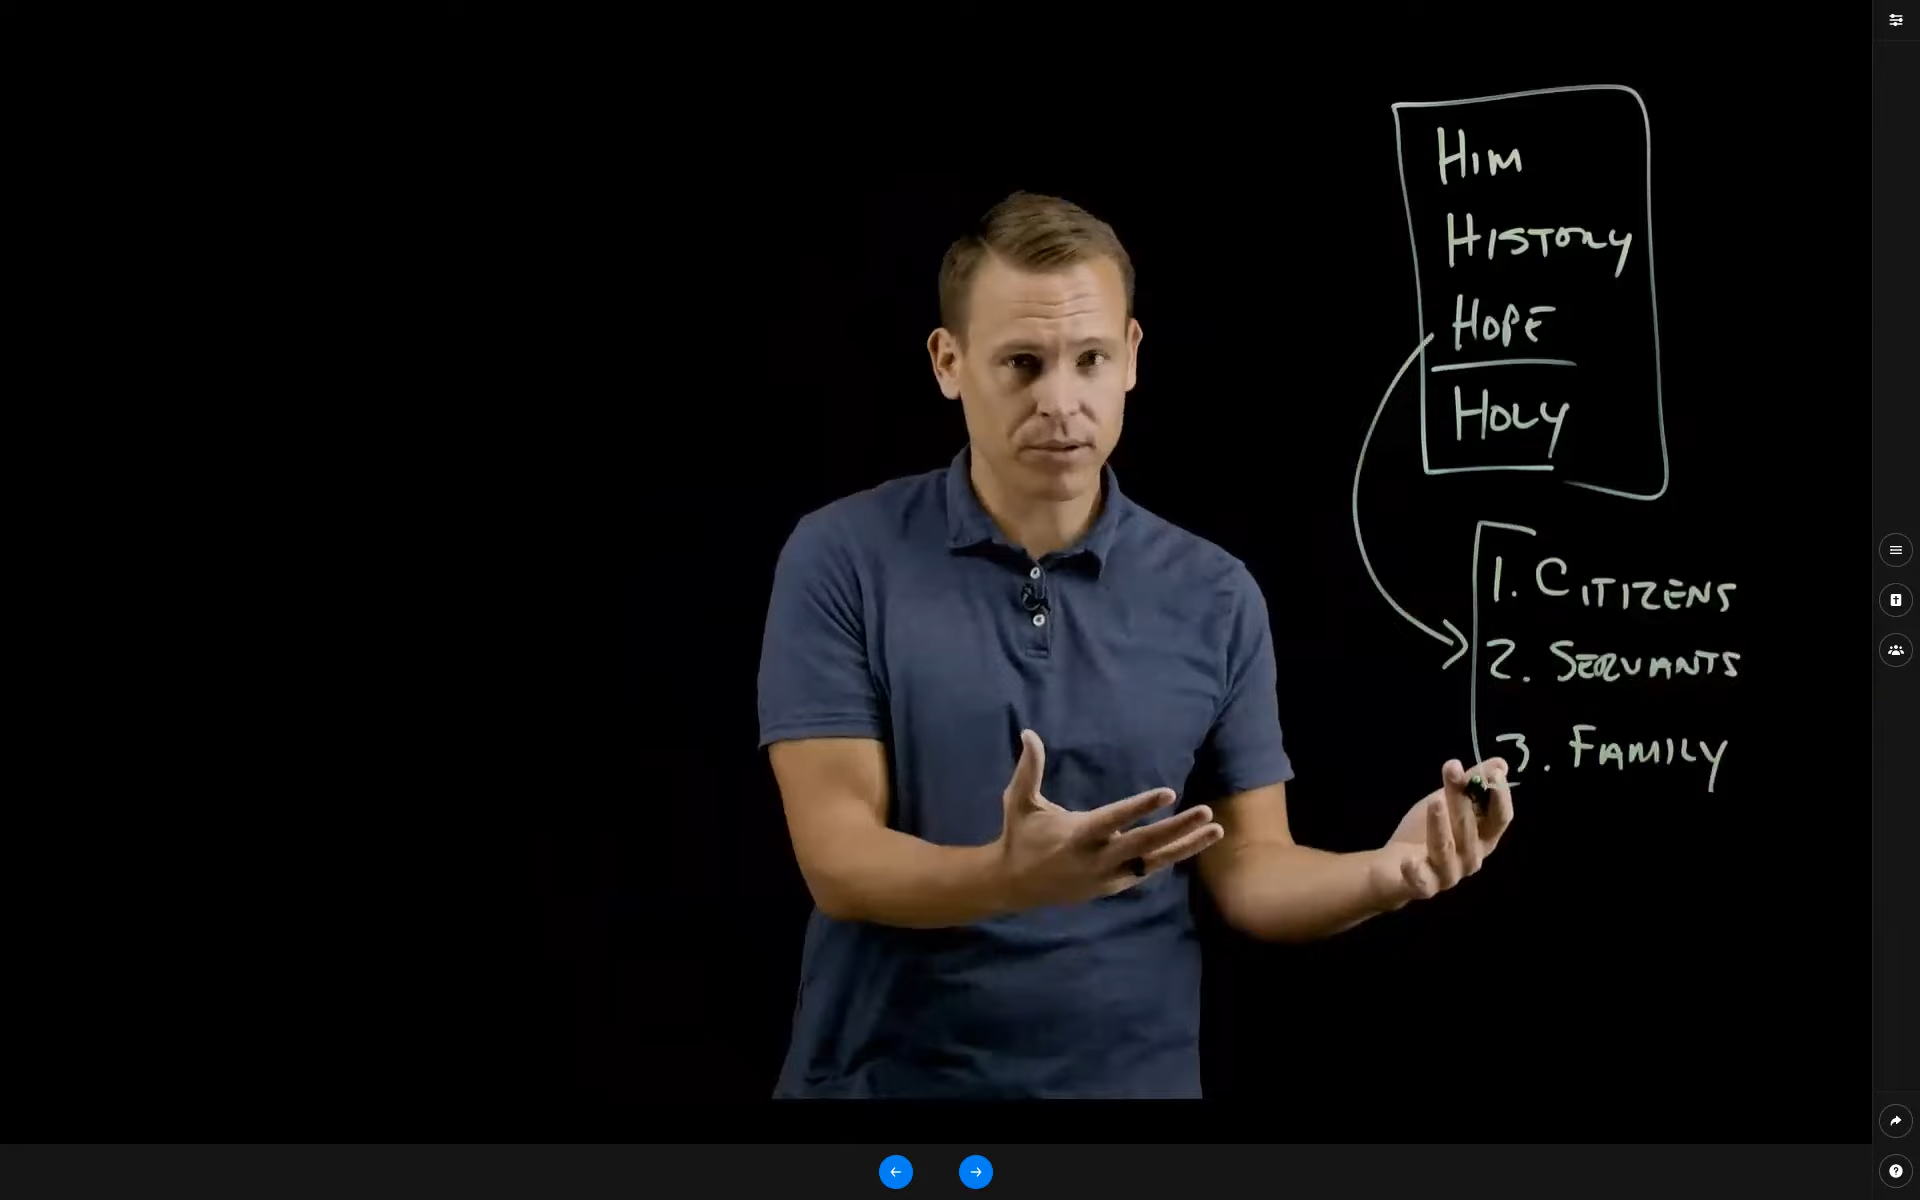 HIM
HISTORY
HOPE
HOLY
1. CITIZENS
2. SERVANTS
3. FAMILY